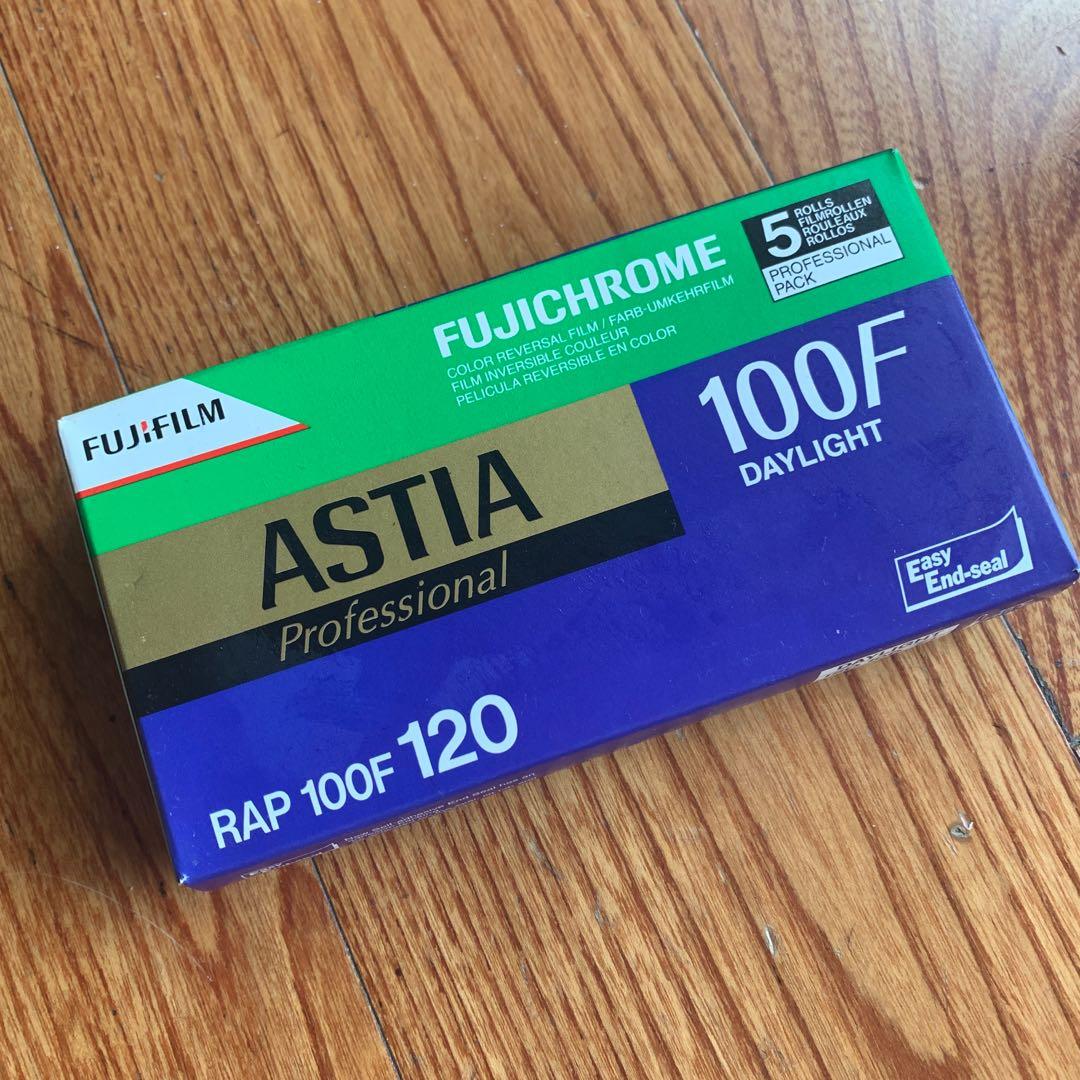 FUJIFILM
FUJICHROME
COLOR REVERSAL FILM / FARB-UMKEHRFILM
FILM INVERSIBLE COULEUR
PELICULA REVERSIBLE EN COLOR
5
ROLLS
FILMROLLEN
ROULEAUX
ROLLOS
PROFESSIONAL
PACK
ASTIA
Professional
100F
DAYLIGHT
Easy
End-seal
RAP 100F 120
Easy